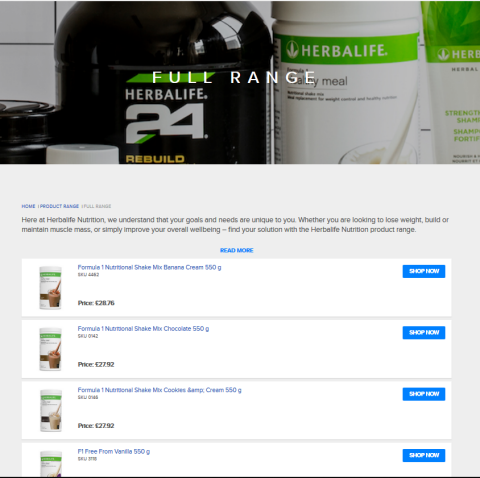 HERBALIFE.
HERB
HERBAL
FULL RANGE
meal
HERBALIFE
24
REBUILD
STRENGTH
SHAM
SHAMPO
FORTIF
HOME | PRODUCT RANGE | FULL RANGE
Here at Herbalife Nutrition, we understand that your goals and needs are unique to you. Whether you are looking to lose weight, build or
maintain muscle mass, or simply improve your overall wellbeing – find your solution with the Herbalife Nutrition product range.
READ MORE
Formula 1 Nutritional Shake Mix Banana Cream 550 g
SHOP NOW
SKU 4462
Price: £28.76
Formula 1 Nutritional Shake Mix Chocolate 550 g
SHOP NOW
SKU 0142
Price: £27.92
Formula 1 Nutritional Shake Mix Cookies &amp; Cream 550 g
SHOP NOW
SKU 0146
Price: £27.92
F1 Free From Vanilla 550 g
SHOP NOW